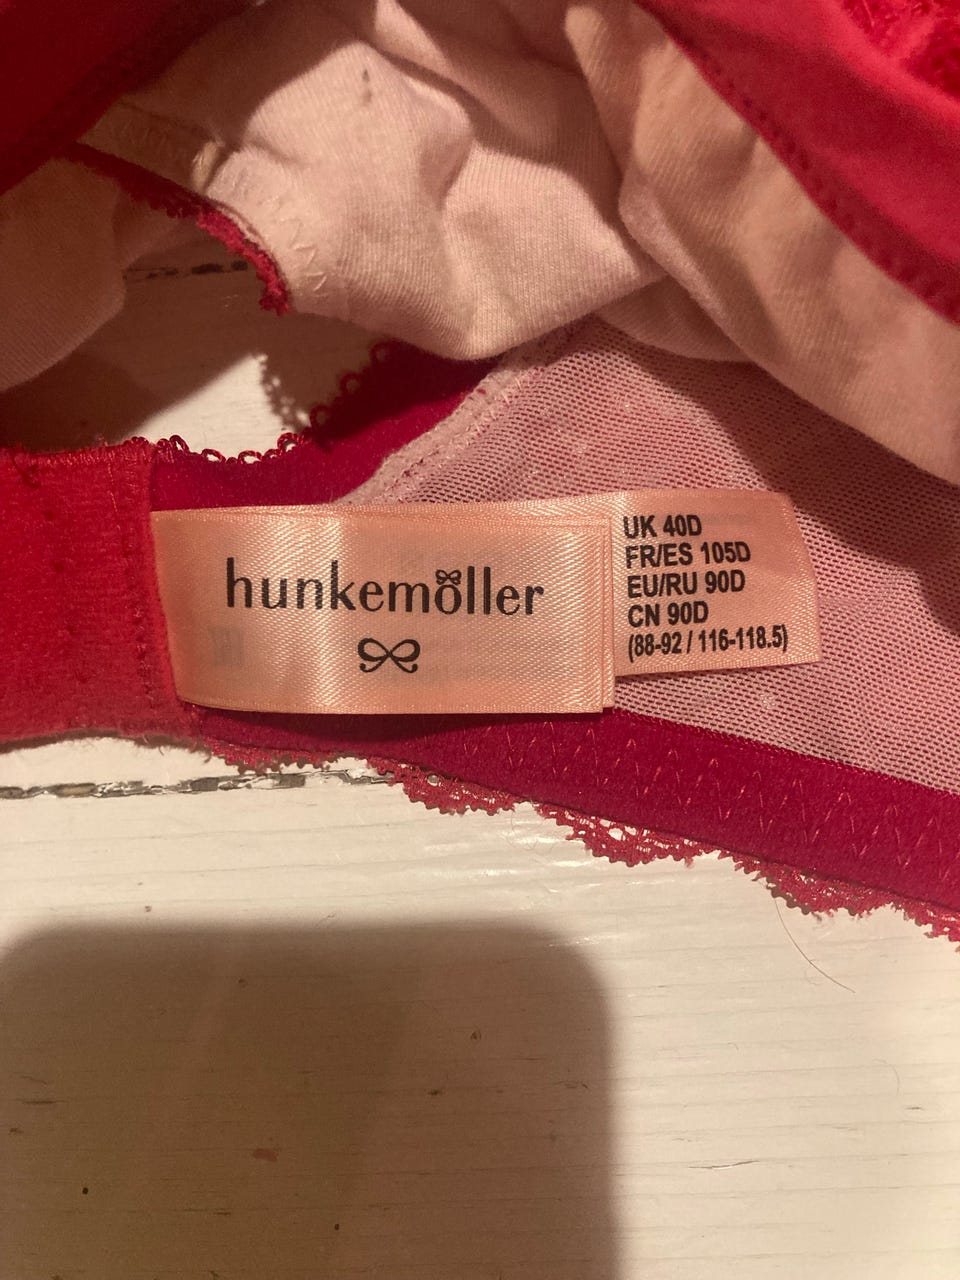 hunkemöller
UK 40D
FR/ES 105D
EU/RU 90D
CN 90D
(88-92 / 116-118.5)